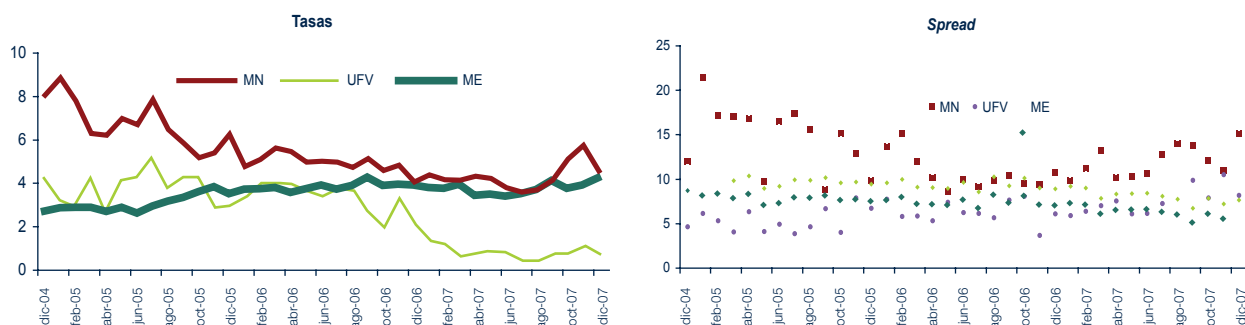 Tasas
10
8
6
4
2
0
MN UFV ME
dic-04 feb-05 abr-05 jun-05 ago-05 oct-05 dic-05 feb-06 abr-06 jun-06 ago-06 oct-06 dic-06 feb-07 abr-07 jun-07 ago-07 oct-07 dic-07
Spread
25
20
15
10
5
0
MN UFV ME
dic-04 feb-05 abr-05 jun-05 ago-05 oct-05 dic-05 feb-06 abr-06 jun-06 ago-06 oct-06 dic-06 feb-07 abr-07 jun-07 ago-07 oct-07 dic-07